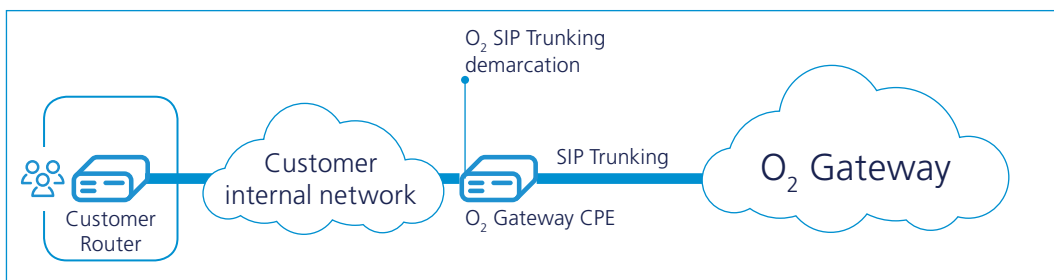 O₂ SIP Trunking
demarcation
Customer
internal network
SIP Trunking
O₂ Gateway
Customer
Router
O₂ Gateway CPE